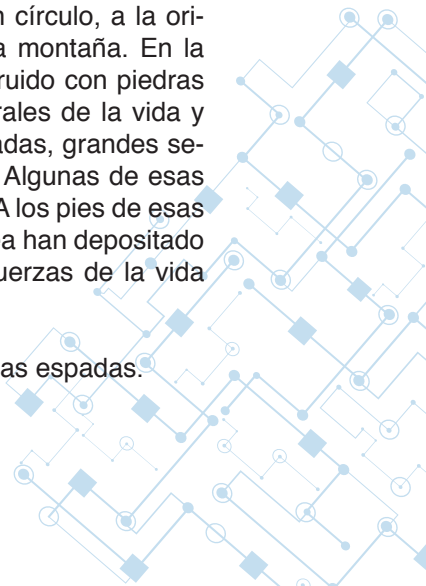 círculo, a la ori-
montaña. En la
ruido con piedras
rales de la vida y
adas, grandes se-
Algunas de esas
A los pies de esas
a han depositado
uerzas de la vida
as espadas.